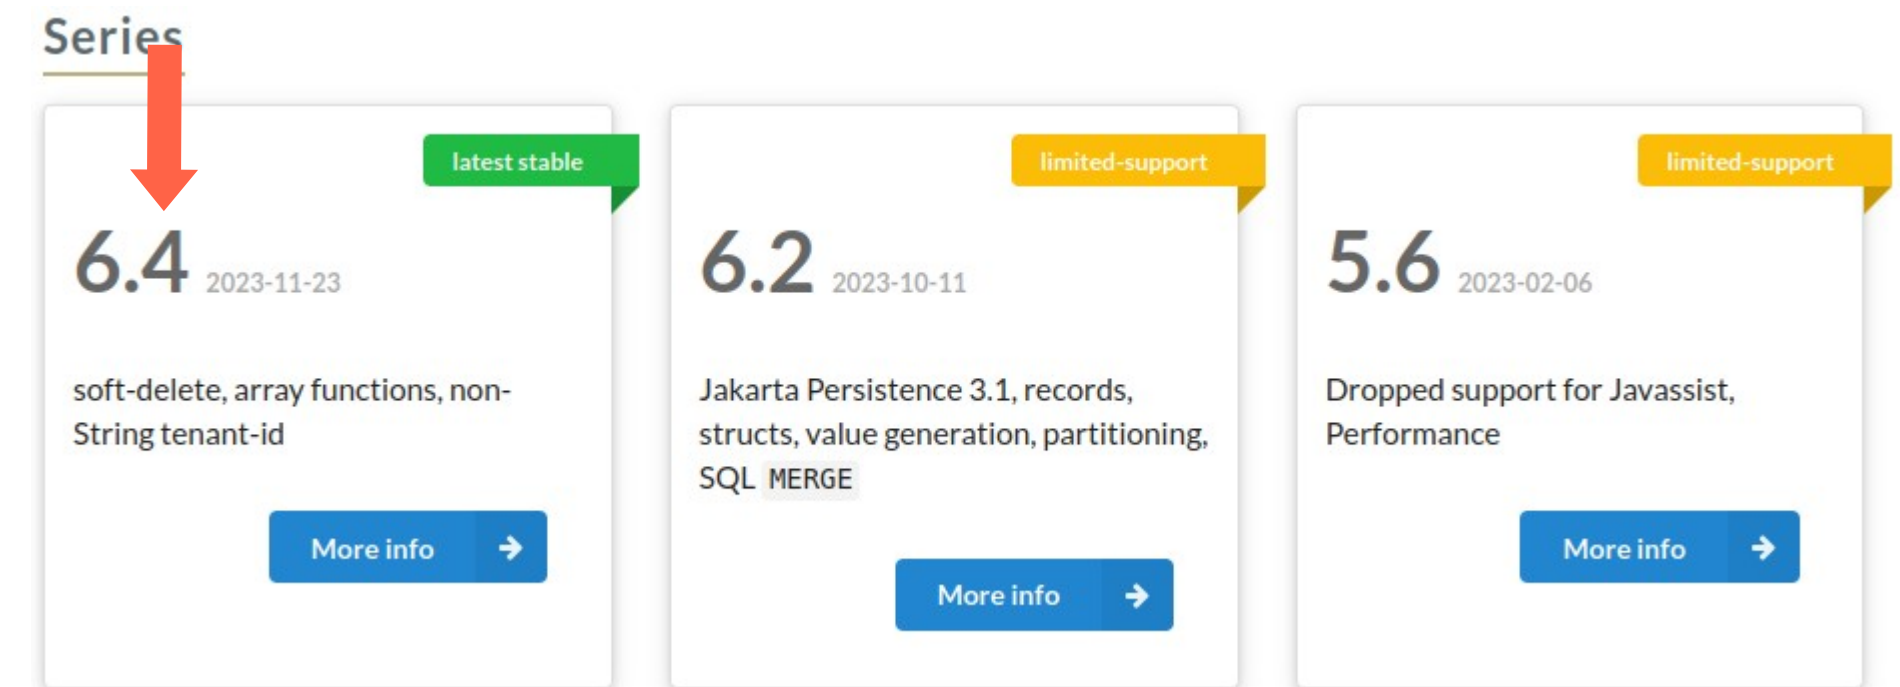 Series
latest stable
6.4 2023-11-23
soft-delete, array functions, non-
String tenant-id
More info
limited-support
6.2 2023-10-11
Jakarta Persistence 3.1, records,
structs, value generation, partitioning,
SQL MERGE
More info
limited-support
5.6 2023-02-06
Dropped support for Javassist,
Performance
More info